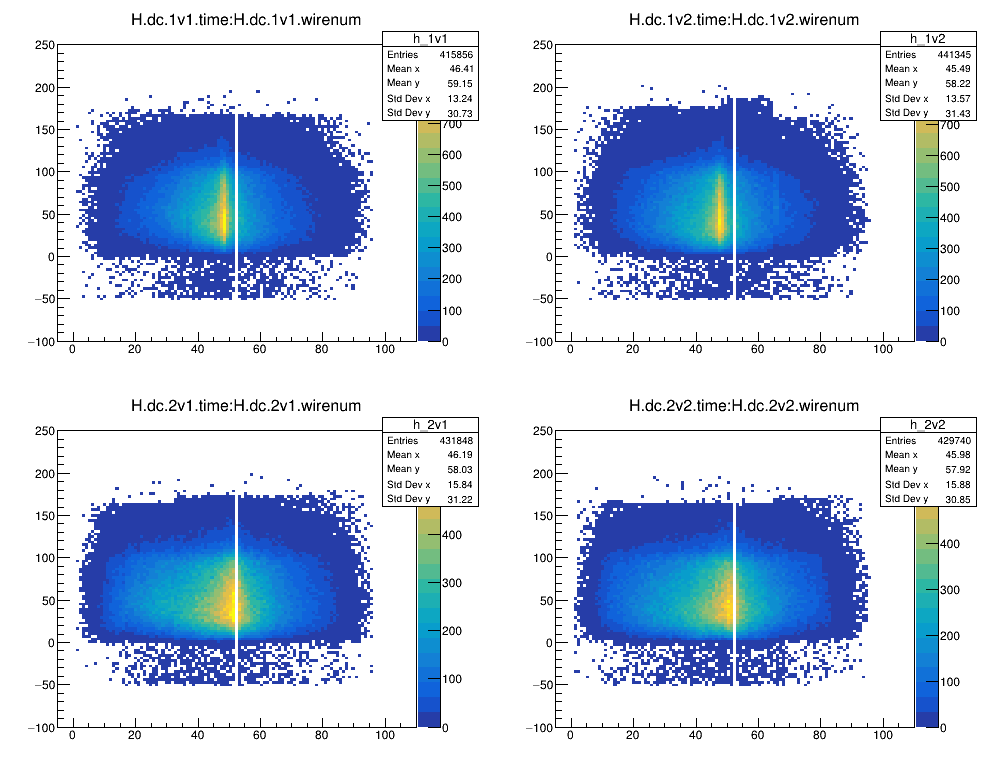 H.dc.1v1.time:H.dc.1v1.wirenum
h_1v1
Entries 415856
Mean x 46.41
Mean y 59.15
Std Dev x 13.24
Std Dev y 30.73
250
200
150
100
50
0
−50
−100
0 20 40 60 80 100
700
600
500
400
300
200
100
0
H.dc.1v2.time:H.dc.1v2.wirenum
h_1v2
Entries 441345
Mean x 45.49
Mean y 58.22
Std Dev x 13.57
Std Dev y 31.43
250
200
150
100
50
0
−50
−100
0 20 40 60 80 100
700
600
500
400
300
200
100
0
H.dc.2v1.time:H.dc.2v1.wirenum
h_2v1
Entries 431848
Mean x 46.19
Mean y 58.03
Std Dev x 15.84
Std Dev y 31.22
250
200
150
100
50
0
−50
−100
0 20 40 60 80 100
400
300
200
100
0
H.dc.2v2.time:H.dc.2v2.wirenum
h_2v2
Entries 429740
Mean x 45.98
Mean y 57.92
Std Dev x 15.88
Std Dev y 30.85
250
200
150
100
50
0
−50
−100
0 20 40 60 80 100
400
300
200
100
0